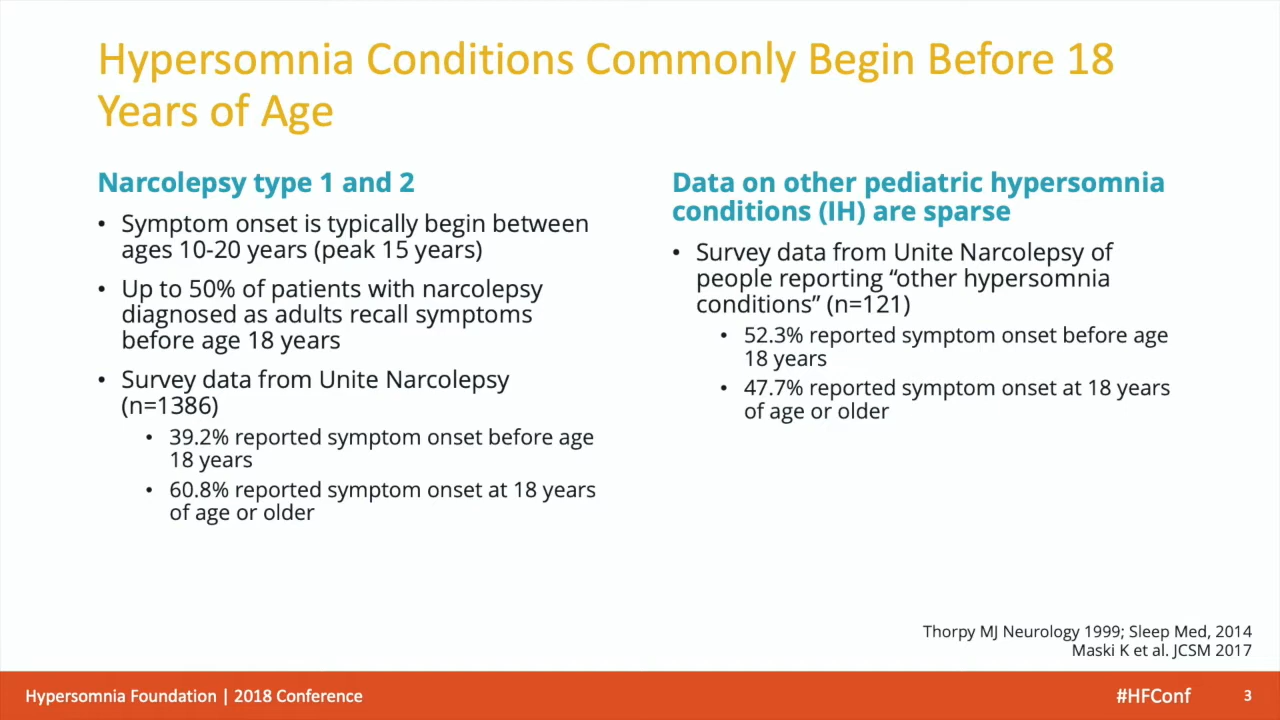 Hypersomnia Conditions Commonly Begin Before 18
Years of Age
Narcolepsy type 1 and 2
• Symptom onset is typically begin between
ages 10-20 years (peak 15 years)
• Up to 50% of patients with narcolepsy
diagnosed as adults recall symptoms
before age 18 years
• Survey data from Unite Narcolepsy
(n=1386)
• 39.2% reported symptom onset before age
18 years
• 60.8% reported symptom onset at 18 years
of age or older
Data on other pediatric hypersomnia
conditions (IH) are sparse
• Survey data from Unite Narcolepsy of
people reporting “other hypersomnia
conditions” (n=121)
• 52.3% reported symptom onset before age
18 years
• 47.7% reported symptom onset at 18 years
of age or older
Thorpy MJ Neurology 1999; Sleep Med, 2014
Maski K et al. JCSM 2017
Hypersomnia Foundation | 2018 Conference
#HFConf
3